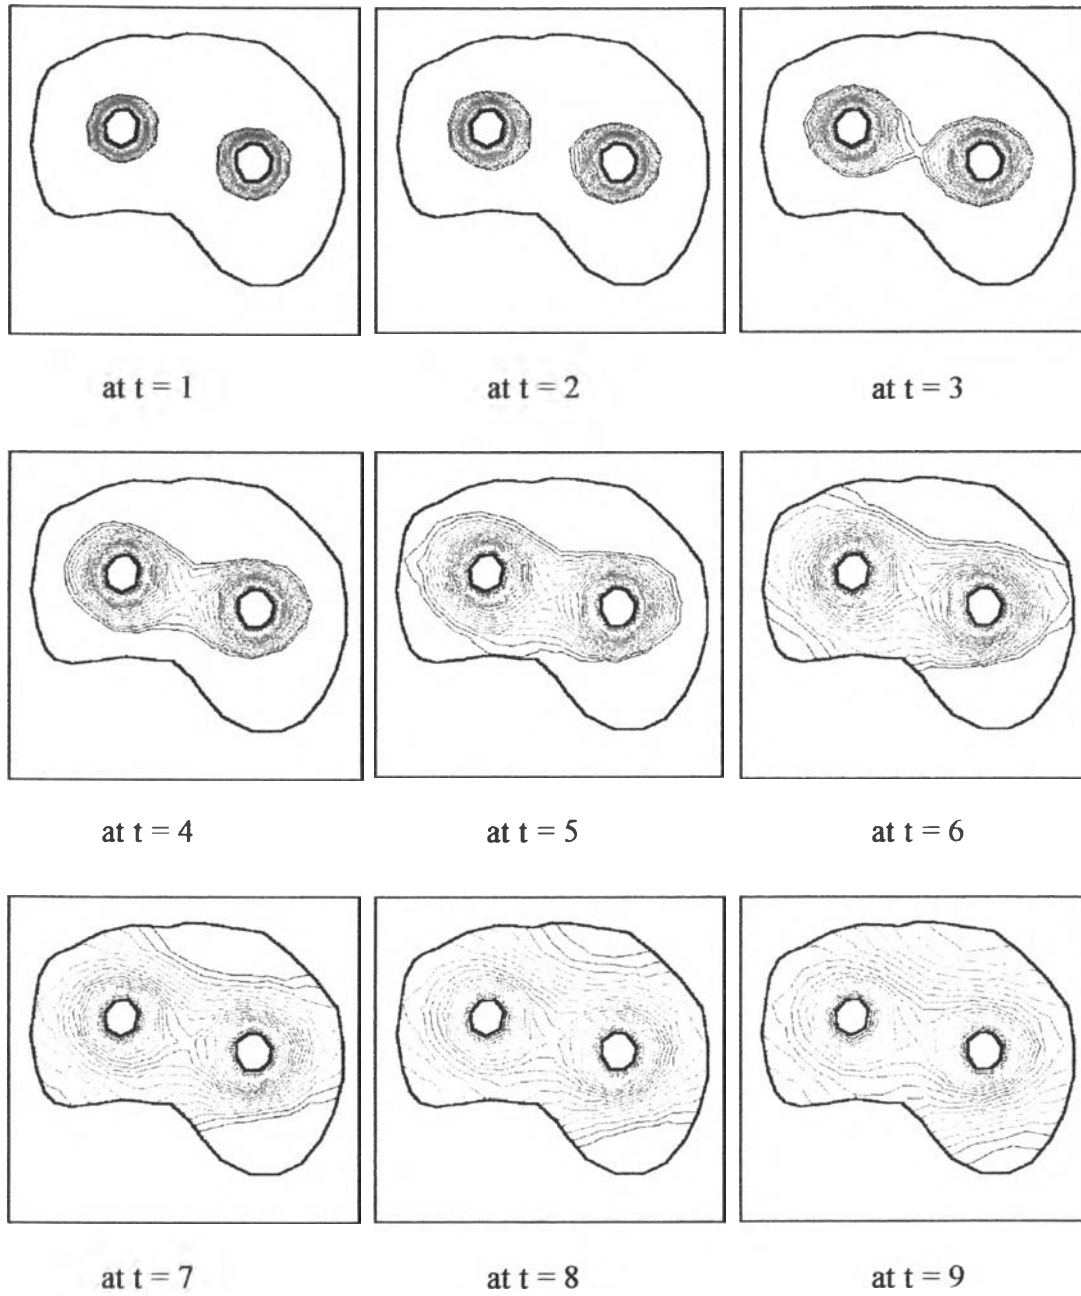 at t = 1 at t = 2 at t = 3
at t = 4 at t = 5 at t = 6
at t = 7 at t = 8 at t = 9